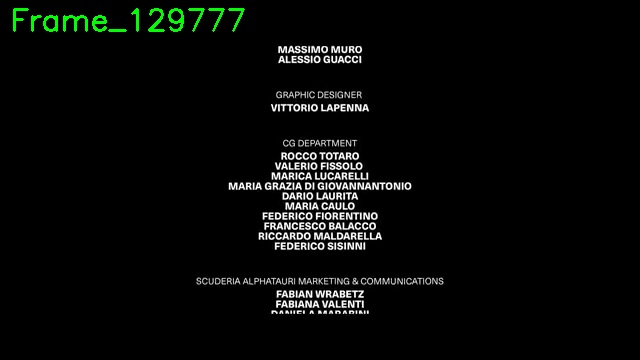 Frame_129777
MASSIMO MURO
ALESSIO GUACCI
GRAPHIC DESIGNER
VITTORIO LAPENNA
CG DEPARTMENT
ROCCO TOTARO
VALERIO FISSOLO
MARICA LUCARELLI
MARIA GRAZIA DI GIOVANNANTONIO
DARIO LAURITA
MARIA CAULO
FEDERICO FIORENTINO
FRANCESCO BALACCO
RICCARDO MALDARELLA
FEDERICO SISINNI
SCUDERIA ALPHATAURI MARKETING & COMMUNICATIONS
FABIAN WRABETZ
FABIANA VALENTI
DANIELA